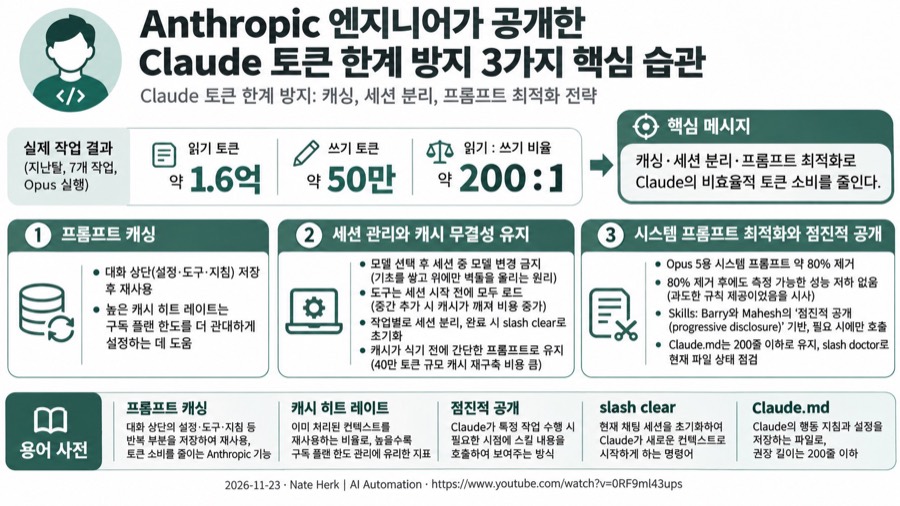 Anthropic 엔지니어가 공개한
Claude 토큰 한계 방지 3가지 핵심 습관
Claude 토큰 한계 방지: 캐싱, 세션 분리, 프롬프트 최적화 전략
실제 작업 결과
(지난탈, 7개 작업,
Opus 실행)
읽기 토큰
약 1.6억
쓰기 토큰
약 50만
읽기 : 쓰기 비율
약 200:1
핵심 메시지
캐싱·세션 분리·프롬프트 최적화로
Claude의 비효율적 토큰 소비를 줄인다.
1 프롬프트 캐싱
• 대화 상단(설정·도구·지침) 저장
후 재사용
• 높은 캐시 히트 레이트는
구독 플랜 한도를 더 관대하게
설정하는 데 도움
2 세션 관리와 캐시 무결성 유지
• 모델 선택 후 세션 중 모델 변경 금지
(기초를 쌓고 위에만 벽돌을 올리는 원리)
• 도구는 세션 시작 전에 모두 로드
(중간 추가 시 캐시가 깨져 비용 증가)
• 작업별로 세션 분리, 완료 시 slash clear로
초기화
• 캐시가 식기 전에 간단한 프롬프트로 유지
(40만 토큰 규모 캐시 재구축 비용 큼)
3 시스템 프롬프트 최적화와 점진적 공개
• Opus 5용 시스템 프롬프트 약 80% 제거
• 80% 제거 후에도 측정 가능한 성능 저하 없음
(과도한 규칙 제공이었음을 시사)
• Skills: Barry와 Mahesh의 '점진적 공개
(progressive disclosure)' 기반, 필요 시에만 호출
• Claude.md는 200줄 이하로 유지, slash doctor로
현재 파일 상태 점검
용어 사전
프롬프트 캐싱
대화 상단의 설정·도구·지침 등
반복 부분을 저장하여 재사용,
토큰 소비를 줄이는 Anthropic 기능
캐시 히트 레이트
이미 처리된 컨텍스트를
재사용하는 비율로, 높을수록
구독 플랜 한도 관리에 유리한 지표
점진적 공개
Claude가 특정 작업 수행 시
필요한 시점에 스킬 내용을
호출하여 보여주는 방식
slash clear
현재 채팅 세션을 초기화하여
Claude가 새로운 컨텍스트로
시작하게 하는 명령어
Claude.md
Claude의 행동 지침과 설정을
저장하는 파일로,
권장 길이는 200줄 이하
2026-11-23 · Nate Herk | AI Automation · https://www.youtube.com/watch?v=0RF9ml43ups